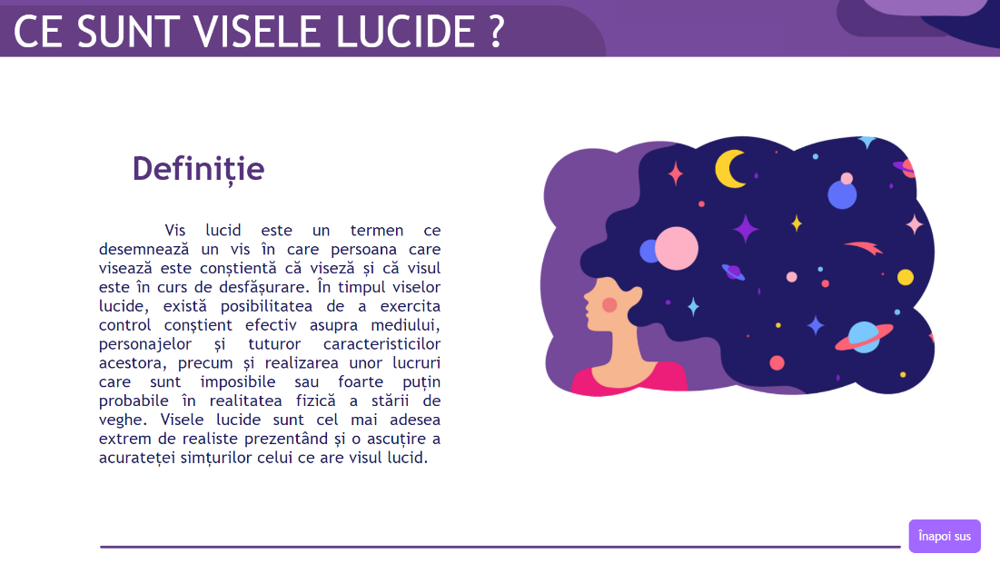 CE SUNT VISELE LUCIDE ?
Definiție
Vis lucid este un termen ce
desemnează un vis în care persoana care
visează este conștientă că viseză și că visul
este în curs de desfășurare. În timpul viselor
lucide, există posibilitatea de a exercita
control conștient efectiv asupra mediului,
personajelor și tuturor caracteristicilor
acestora, precum și realizarea unor lucruri
care sunt imposibile sau foarte puțin
probabile în realitatea fizică a stării de
veghe. Visele lucide sunt cel mai adesea
extrem de realiste prezentând și o ascuțire a
acurateței simțurilor celui ce are visul lucid.
Înapoi sus